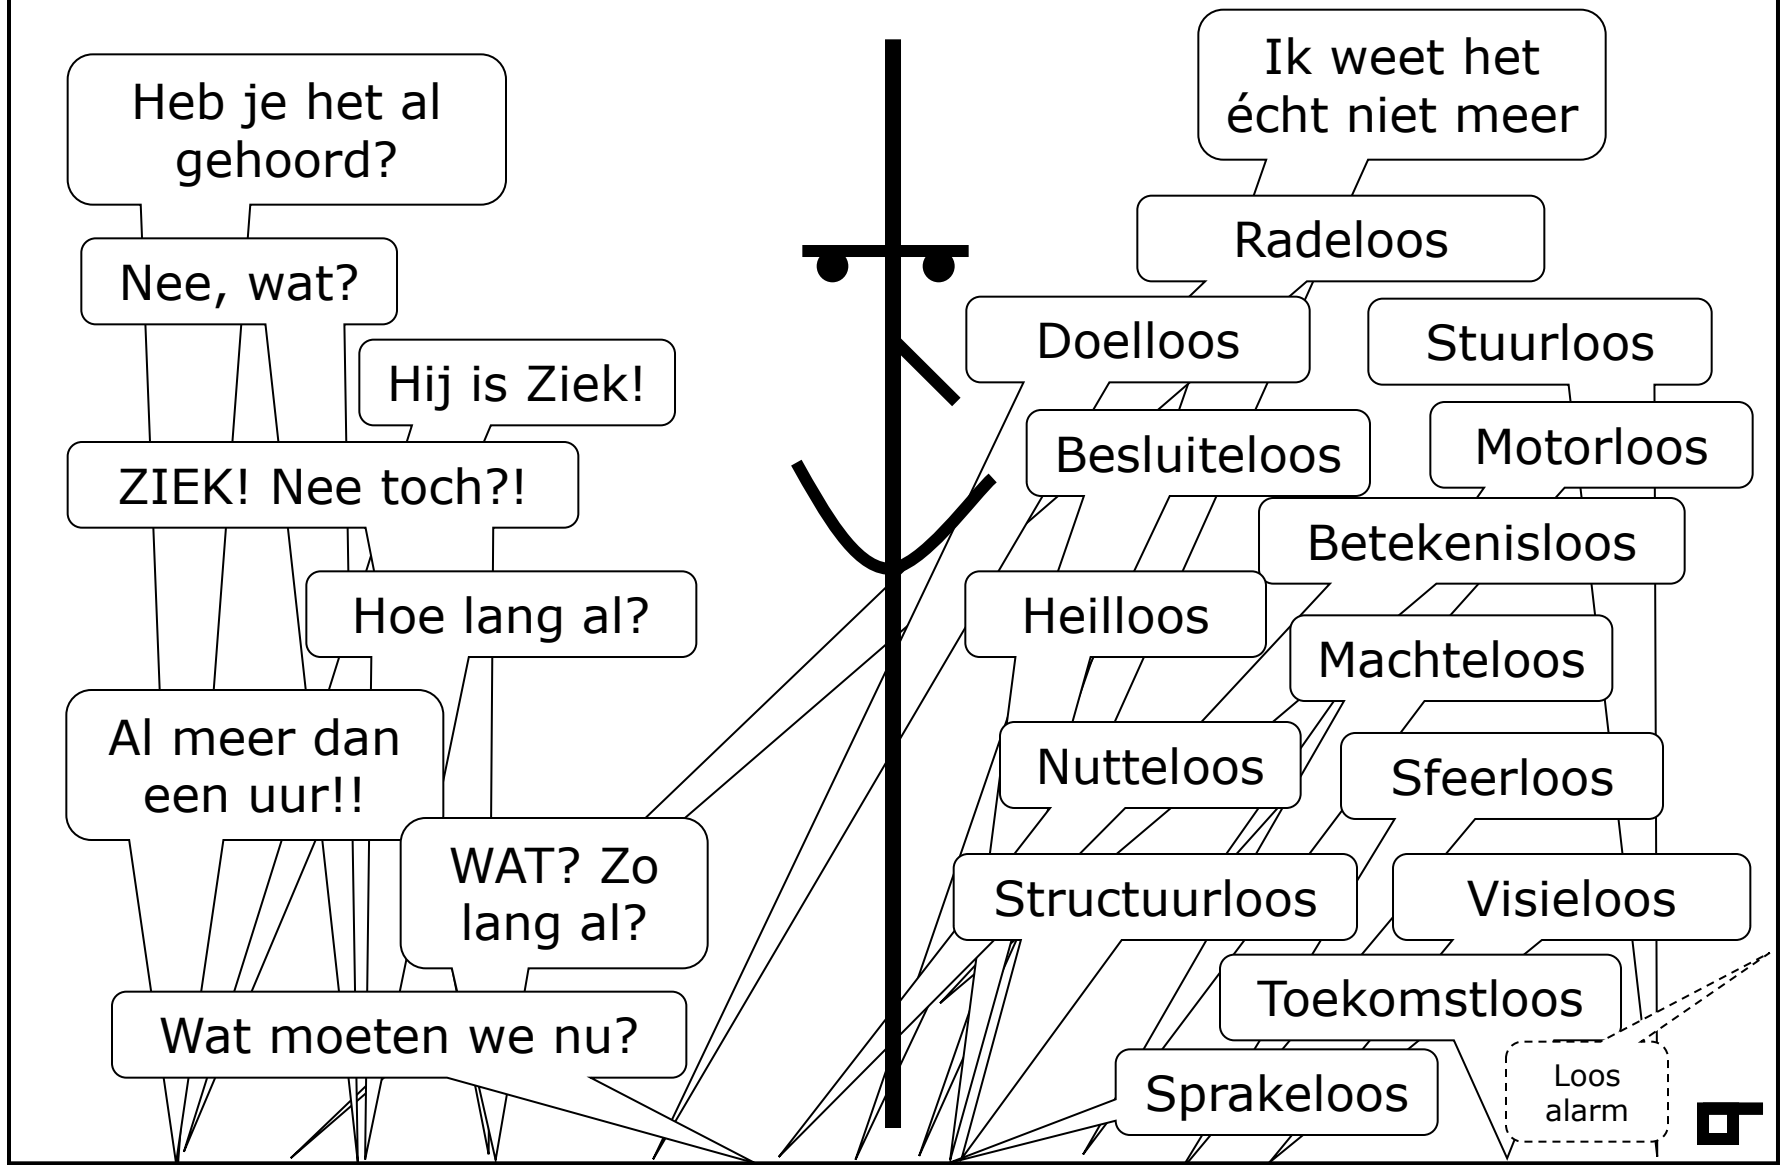 Heb je het al
gehoord?
Nee, wat?
Hij is Ziek!
ZIEK! Nee toch?!
Hoe lang al?
Al meer dan
een uur!!
WAT? Zo
lang al?
Wat moeten we nu?
Ik weet het
écht niet meer
Radeloos
Doelloos
Stuurloos
Besluiteloos
Motorloos
Betekenisloos
Heilloos
Machteloos
Nutteloos
Sfeerloos
Structuurloos
Visieloos
Toekomstloos
Sprakeloos
Loos
alarm